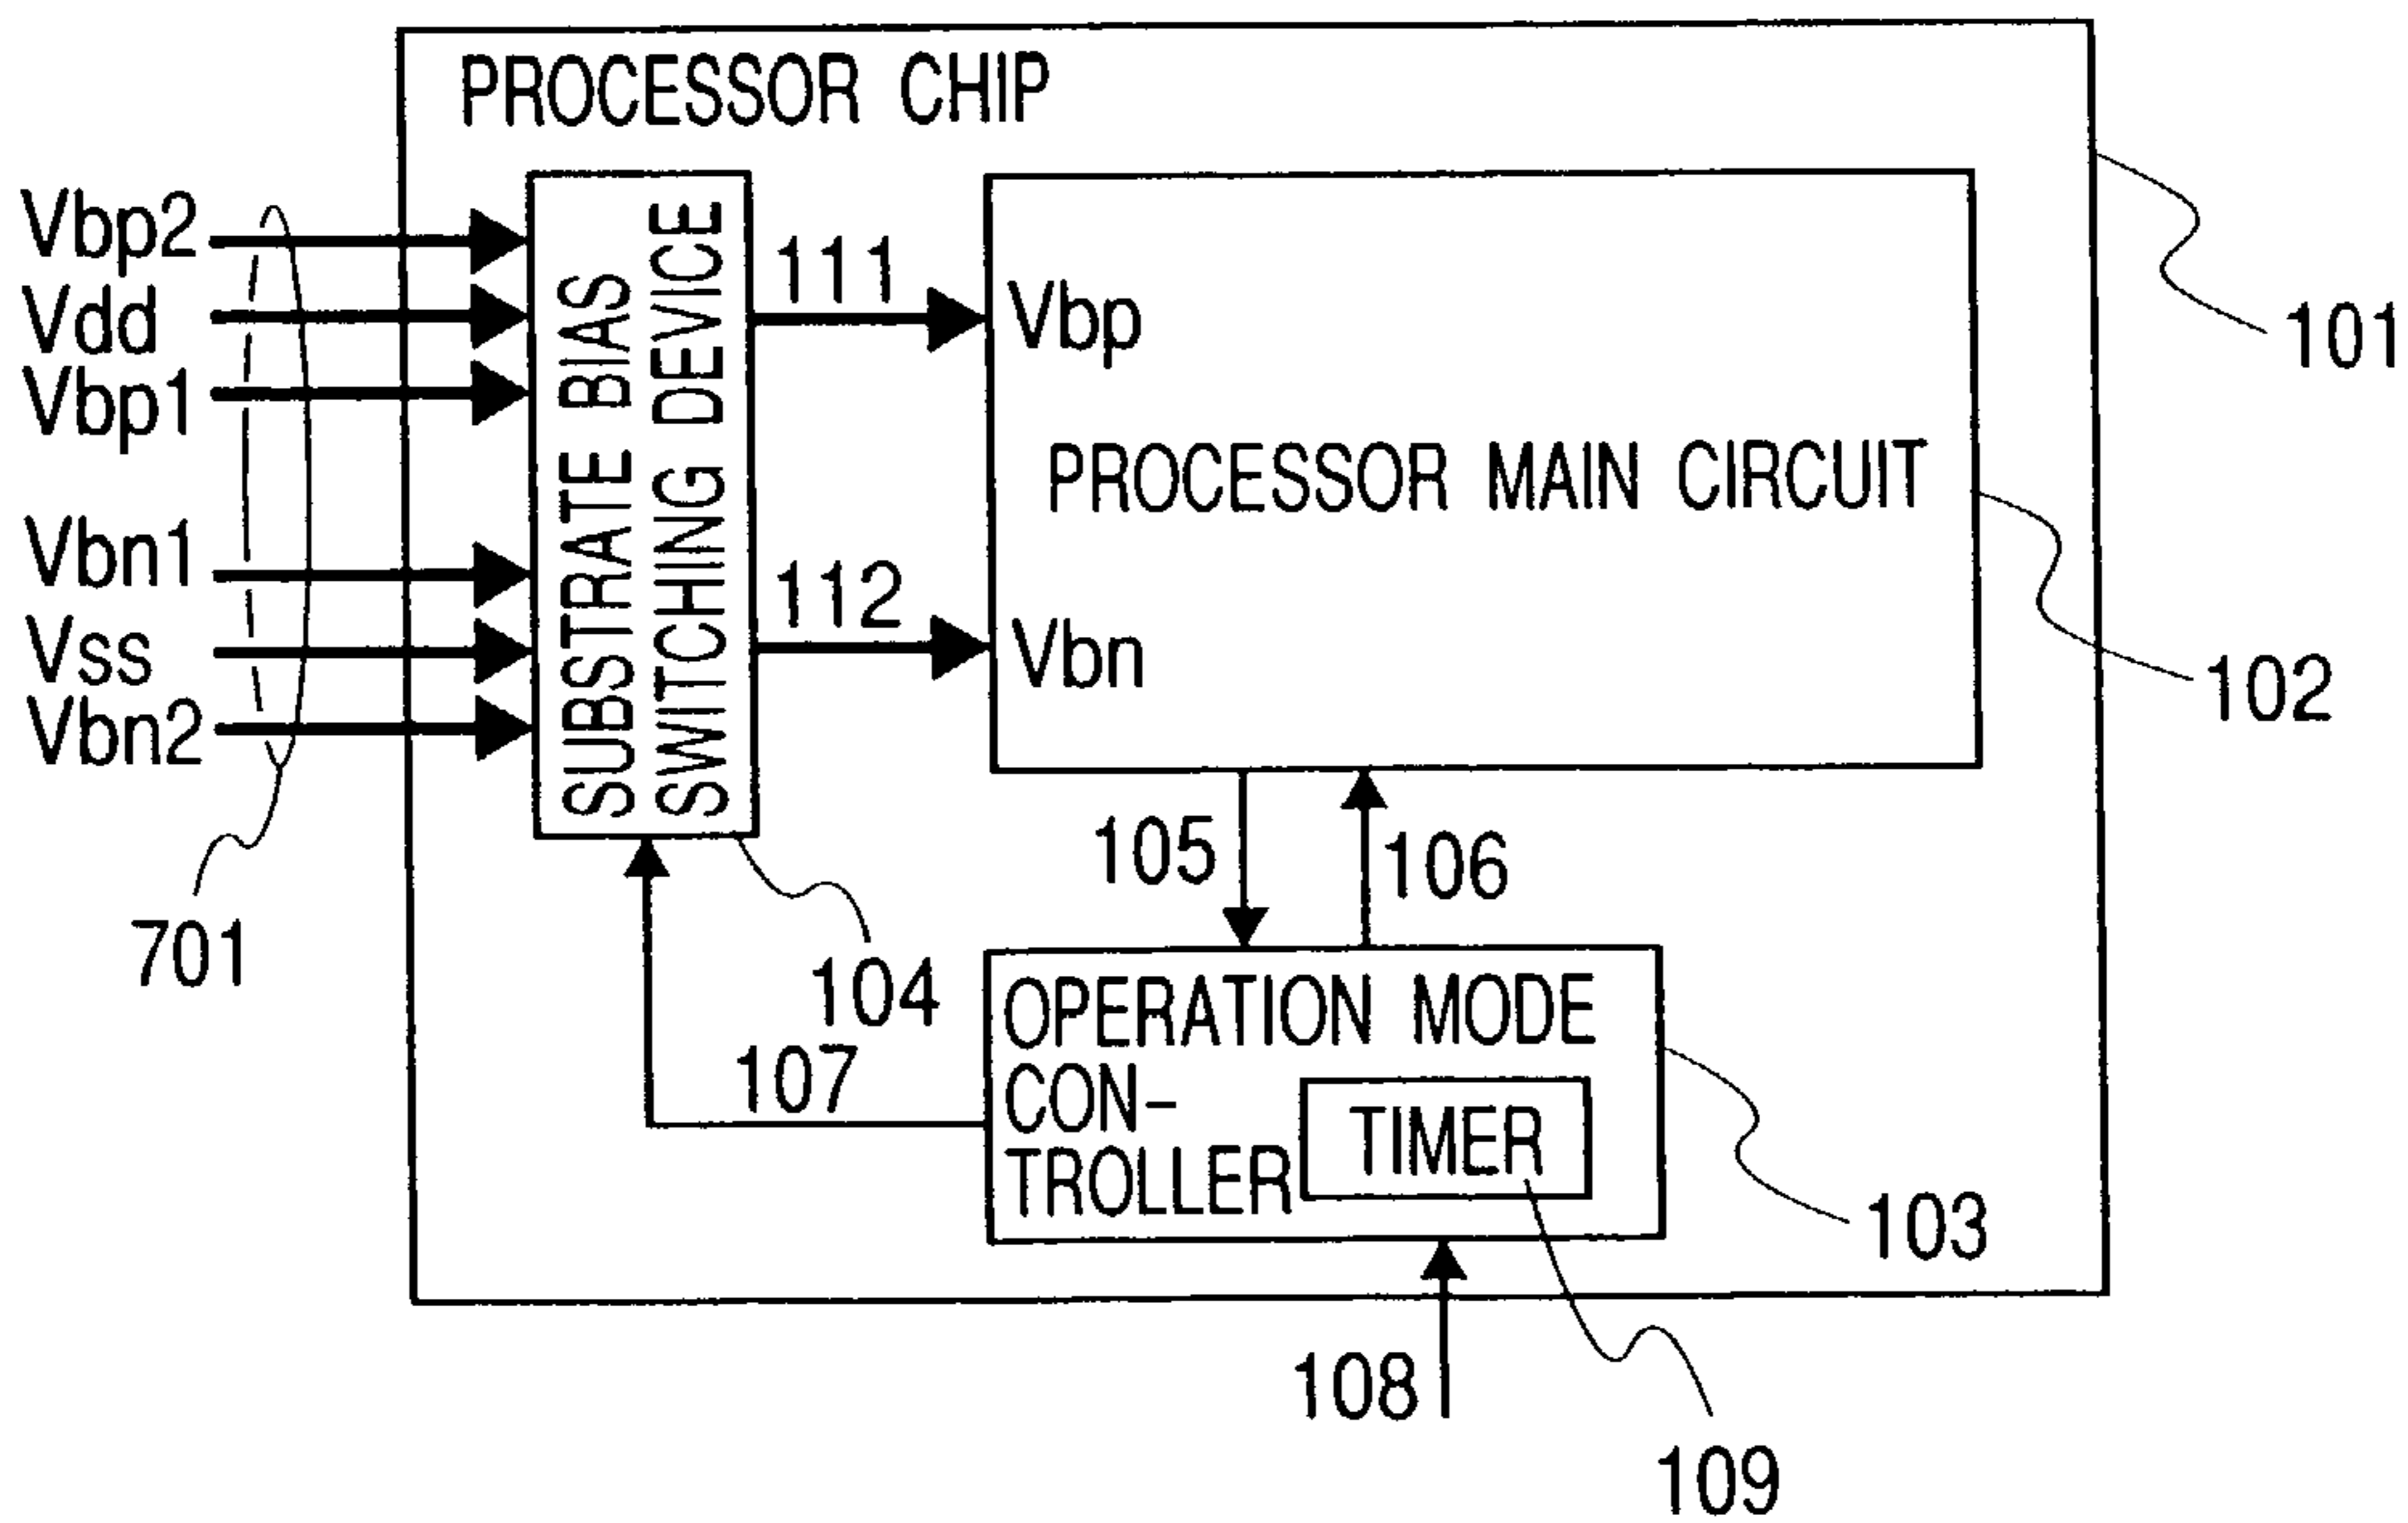 PROCESSOR CHIP
Vbp2
Vdd
Vbp1
Vbn1
Vss
Vbn2
701
SUBSTRATE BIAS
SWITCHING DEVICE
111
112
Vbp
PROCESSOR MAIN CIRCUIT
Vbn
101
102
105
106
104
107
OPERATION MODE
CON-
TROLLER
TIMER
103
108
109